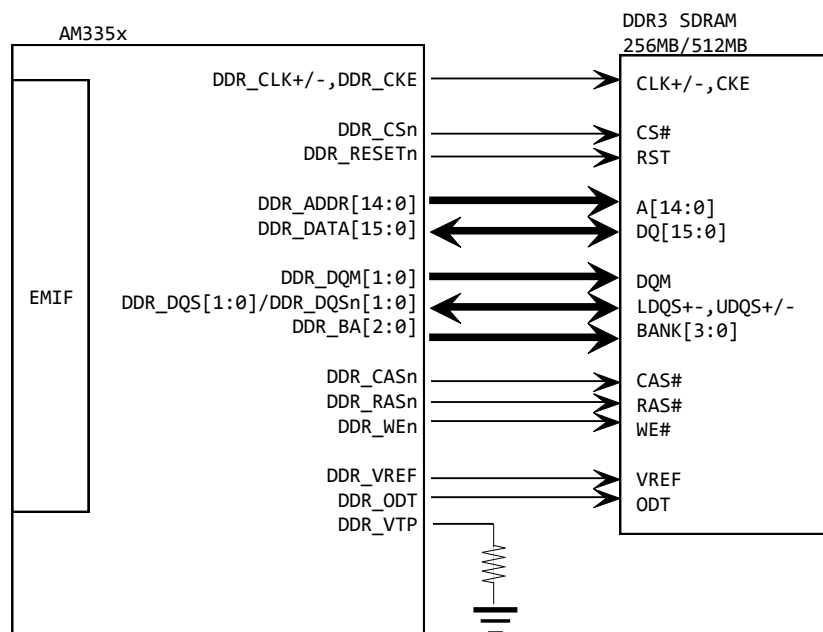 AM335x
DDR3 SDRAM
256MB/512MB
EMIF
DDR_CLK+/-,DDR_CKE
CLK+/-,CKE
DDR_CSn
CS#
DDR_RESETn
RST
DDR_ADDR[14:0]
A[14:0]
DDR_DATA[15:0]
DQ[15:0]
DDR_DQM[1:0]
DQM
DDR_DQS[1:0]/DDR_DQSn[1:0]
LDQS+-,UDQS+/-
DDR_BA[2:0]
BANK[3:0]
DDR_CASn
CAS#
DDR_RASn
RAS#
DDR_WEn
WE#
DDR_VREF
VREF
DDR_ODT
ODT
DDR_VTP